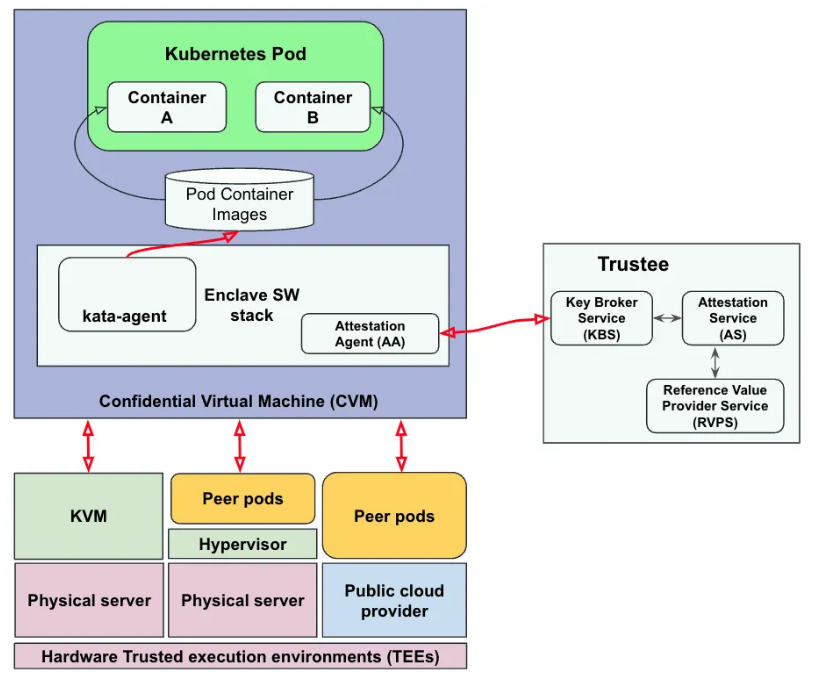 Kubernetes Pod
Container
A
Container
B
Pod Container
Images
kata-agent
Enclave SW
stack
Attestation
Agent (AA)
Confidential Virtual Machine (CVM)
Trustee
Key Broker
Service
(KBS)
Attestation
Service
(AS)
Reference Value
Provider Service
(RVPS)
KVM
Peer pods
Hypervisor
Peer pods
Physical server
Physical server
Public cloud
provider
Hardware Trusted execution environments (TEEs)